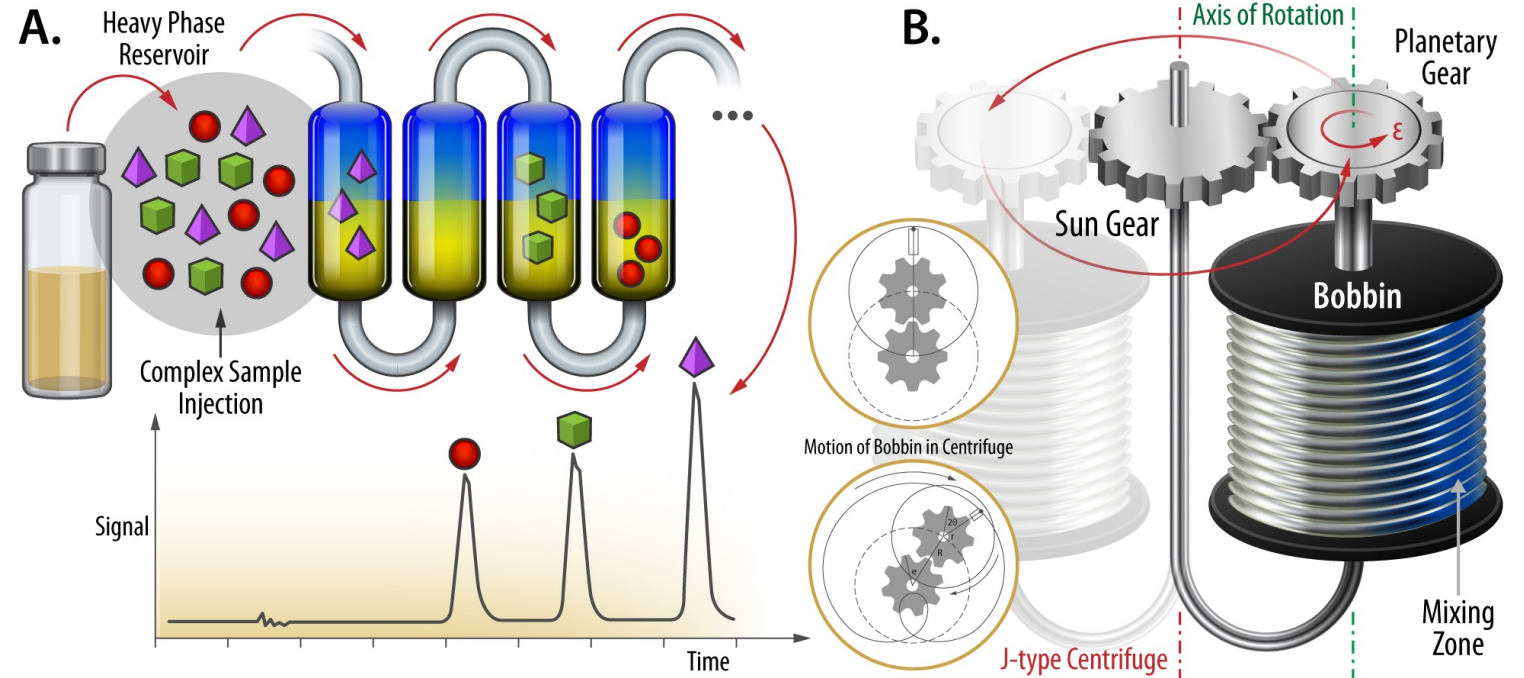 A.
Heavy Phase
Reservoir
Complex Sample
Injection
Signal
Time
B.
Axis of Rotation
Planetary
Gear
ε
Sun Gear
Bobbin
Motion of Bobbin in Centrifuge
2θ
r
R
e
Mixing
Zone
J-type Centrifuge